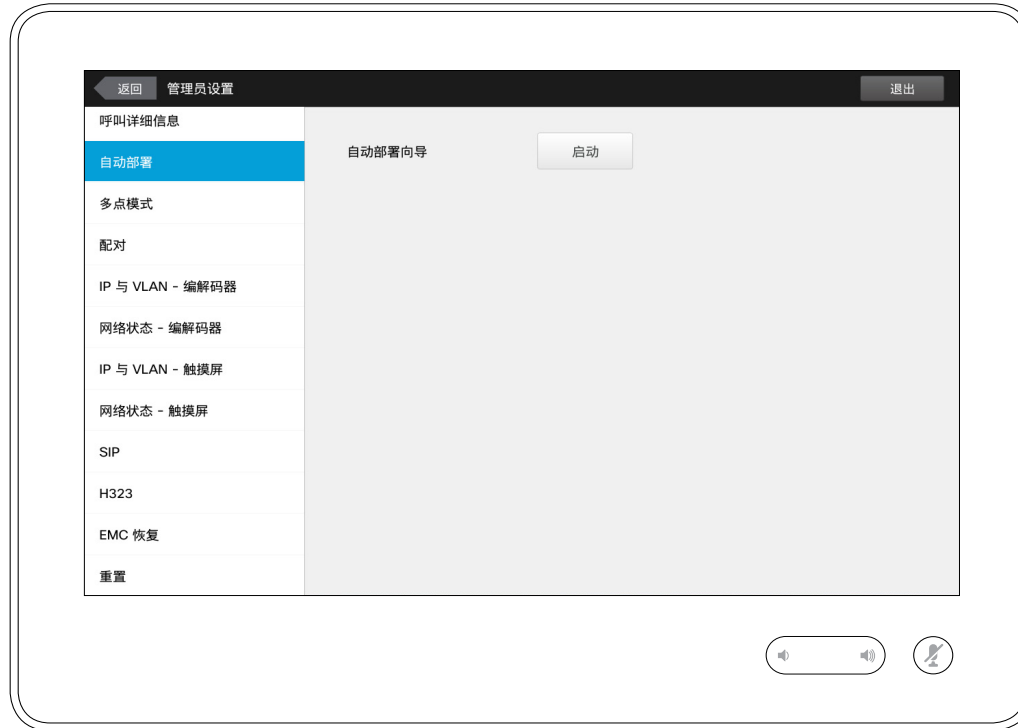 返回 管理员设置 退出
呼叫详细信息
自动部署
自动部署向导 启动
多点模式
配对
IP 与 VLAN - 编解码器
网络状态 - 编解码器
IP 与 VLAN - 触摸屏
网络状态 - 触摸屏
SIP
H323
EMC 恢复
重置